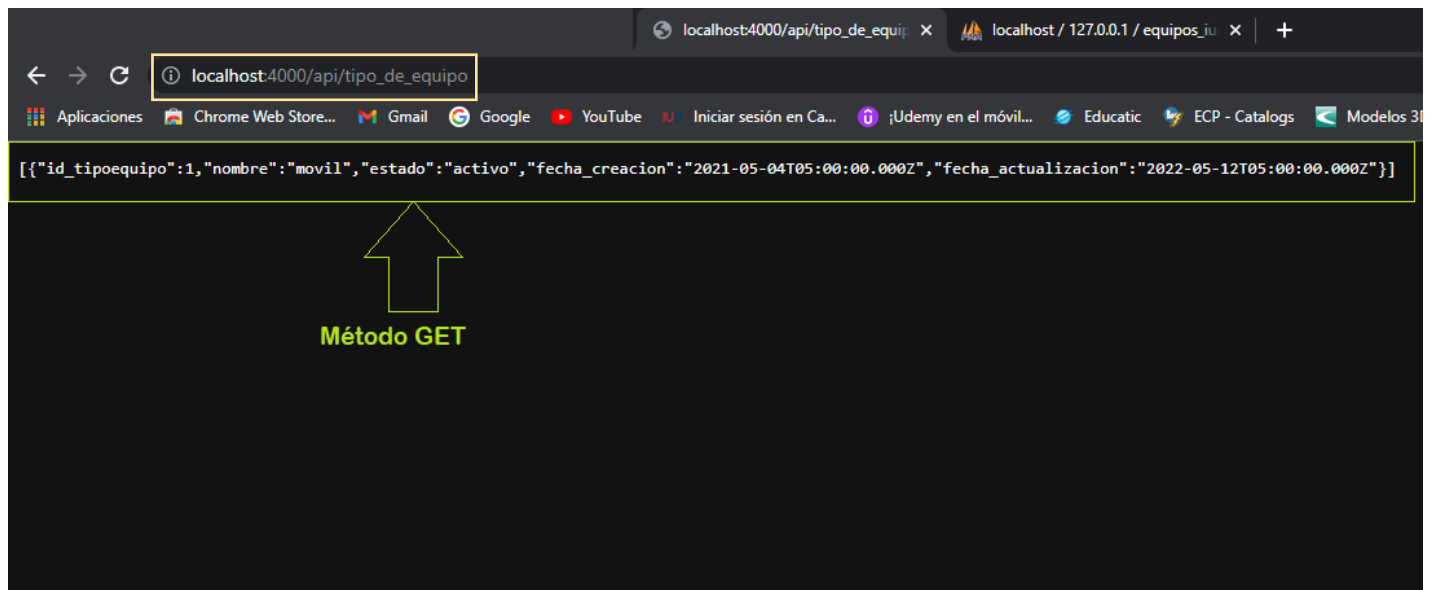 localhost:4000/api/tipo_de_equip
localhost / 127.0.0.1 / equipos_iu
localhost:4000/api/tipo_de_equipo
Aplicaciones Chrome Web Store... Gmail Google YouTube IU Iniciar sesión en Ca... ¡Udemy en el móvil... Educatic ECP - Catalogs Modelos 3D
[{"id_tipoequipo":1,"nombre":"movil","estado":"activo","fecha_creacion":"2021-05-04T05:00:00.000Z","fecha_actualizacion":"2022-05-12T05:00:00.000Z"}]
Método GET